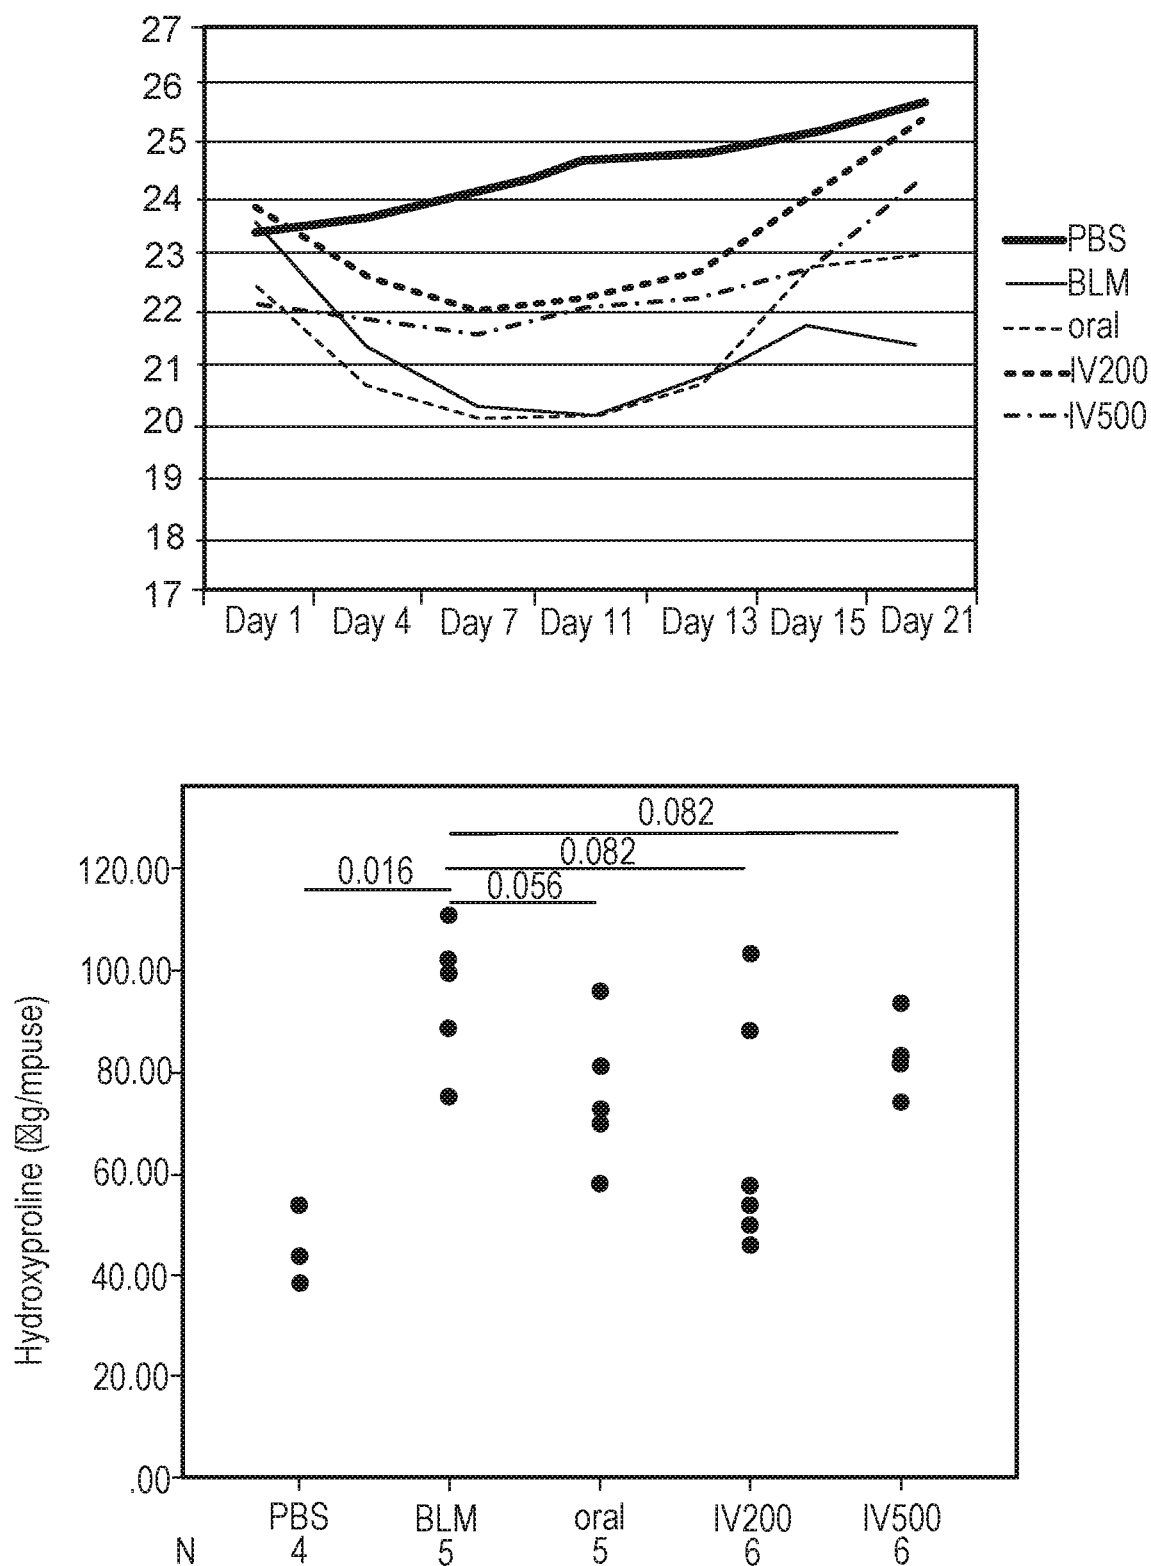 27
26
25
24
23
22
21
20
19
18
17
Day 1 Day 4 Day 7 Day 11 Day 13 Day 15 Day 21
PBS
BLM
oral
IV200
IV500
0.082
0.082
0.016
0.056
120.00
100.00
80.00
60.00
40.00
20.00
.00
Hydroxyproline (☒g/mpuse)
PBS BLM oral IV200 IV500
N 4 5 5 6 6